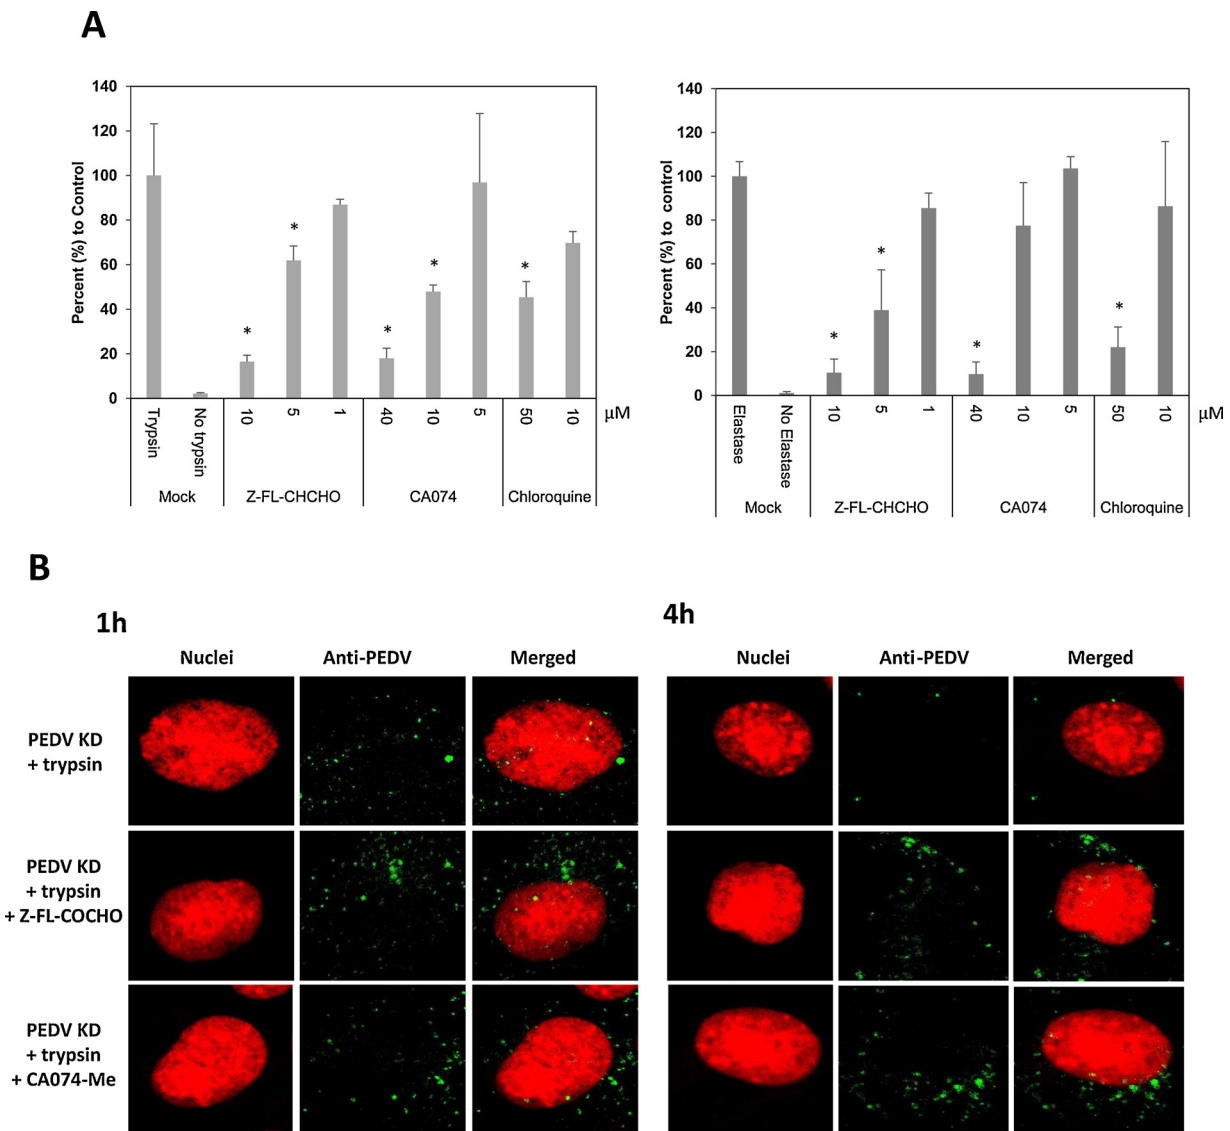 A
Percent (%) to Control
140
120
100
80
60
40
20
0
Trypsin
No trypsin
10
5
1
40
10
5
50
10
μM
Mock
Z-FL-CHCHO
CA074
Chloroquine
Percent (%) to control
140
120
100
80
60
40
20
0
*
*
*
*
*
*
*
*
*
Elastase
No Elastase
10
5
1
40
10
5
50
10
μM
Mock
Z-FL-CHCHO
CA074
Chloroquine
B
1h
4h
Nuclei
Anti-PEDV
Merged
Nuclei
Anti-PEDV
Merged
PEDV KD
+ trypsin
PEDV KD
+ trypsin
+ Z-FL-COCHO
PEDV KD
+ trypsin
+ CA074-Me